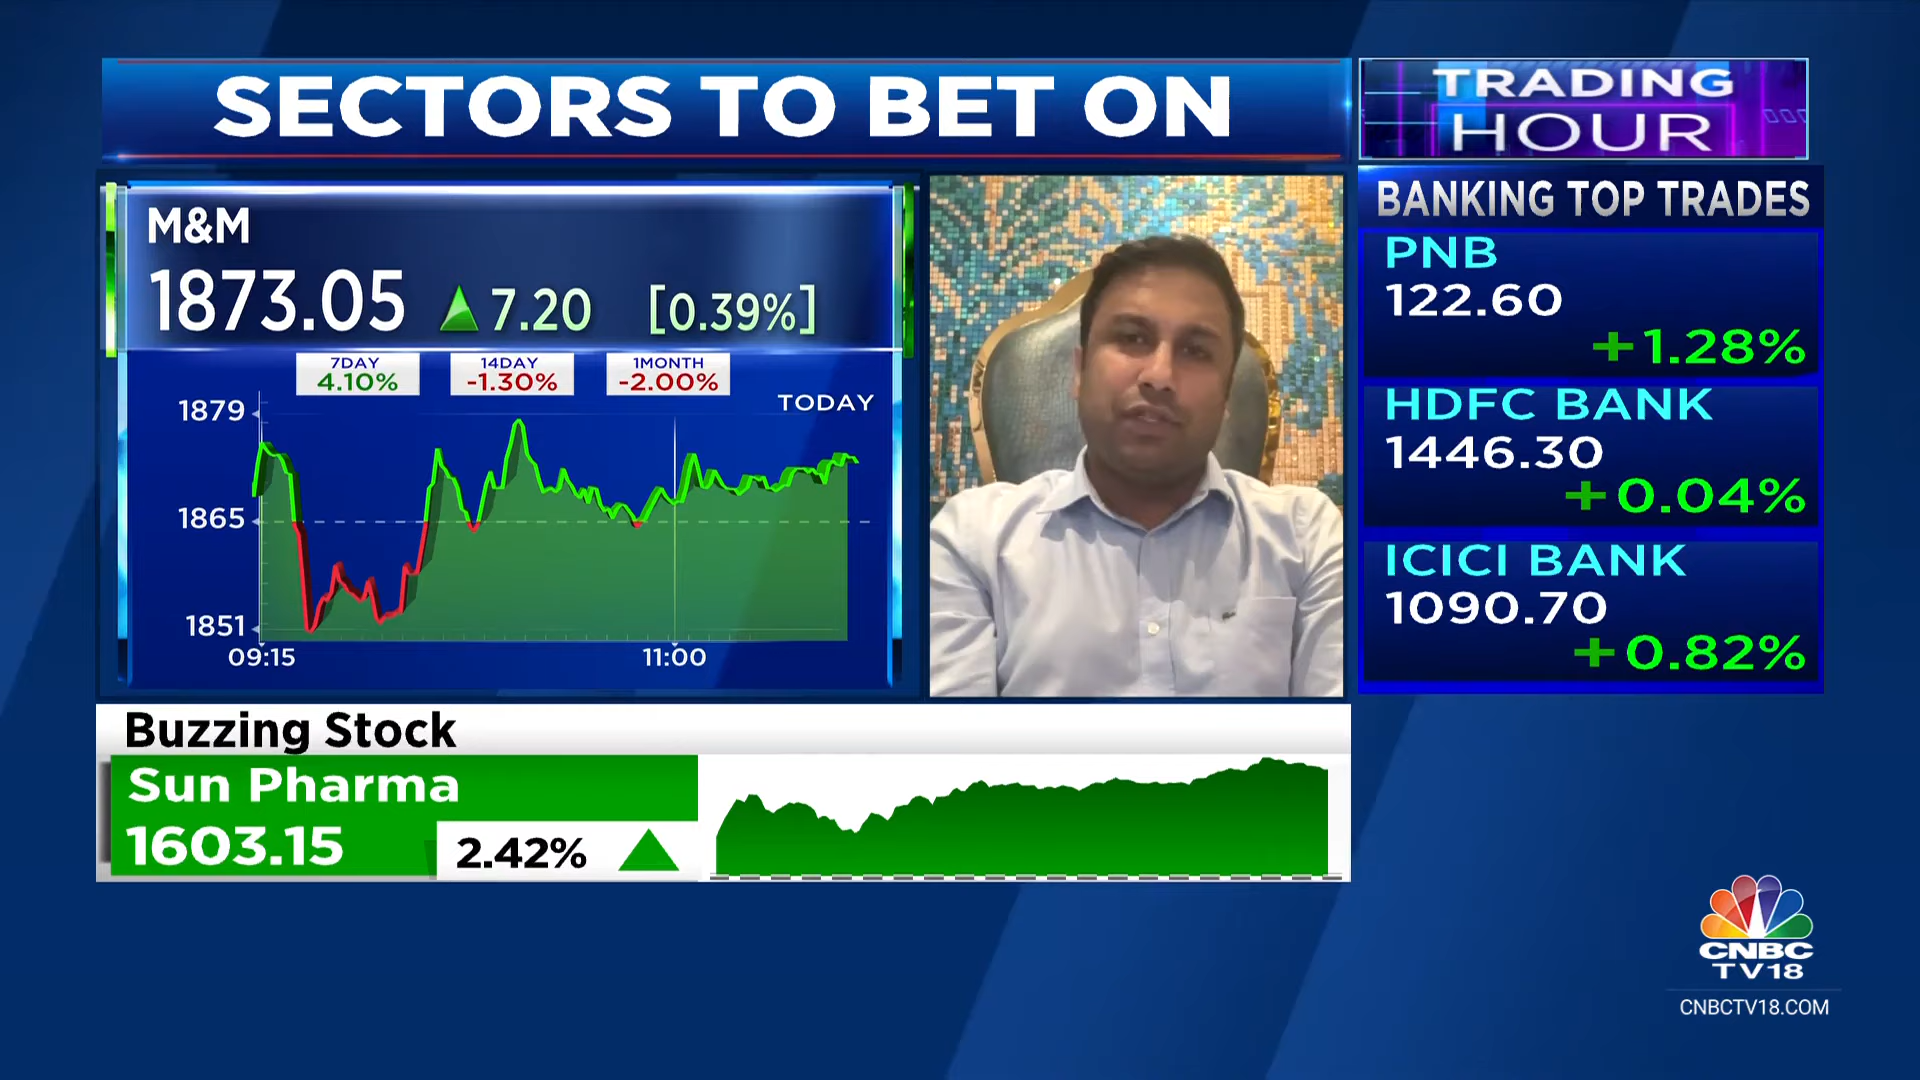 SECTORS TO BET ON
TRADING
HOUR
M&M
1873.05 ▲ 7.20 [0.39%]
7DAY
4.10%
14DAY
-1.30%
1MONTH
-2.00%
TODAY
1879
1865
1851
09:15
11:00
BANKING TOP TRADES
PNB
122.60
+1.28%
HDFC BANK
1446.30
+0.04%
ICICI BANK
1090.70
+0.82%
Buzzing Stock
Sun Pharma
1603.15
2.42% ▲
CNBC
TV18
CNBCTV18.COM